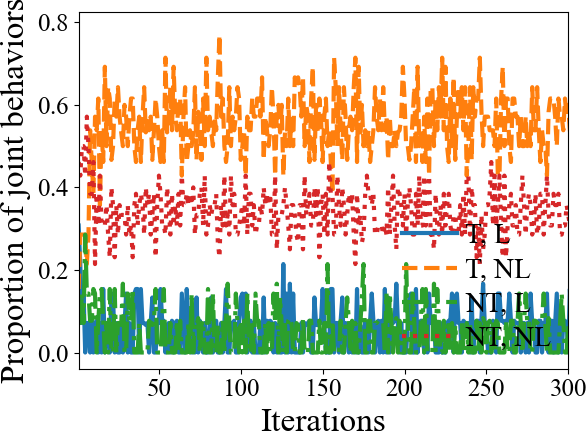 Proportion of joint behaviors
0.8
0.6
0.4
0.2
0.0
T, L
T, NL
NT, L
NT, NL
50
100
150
200
250
300
Iterations